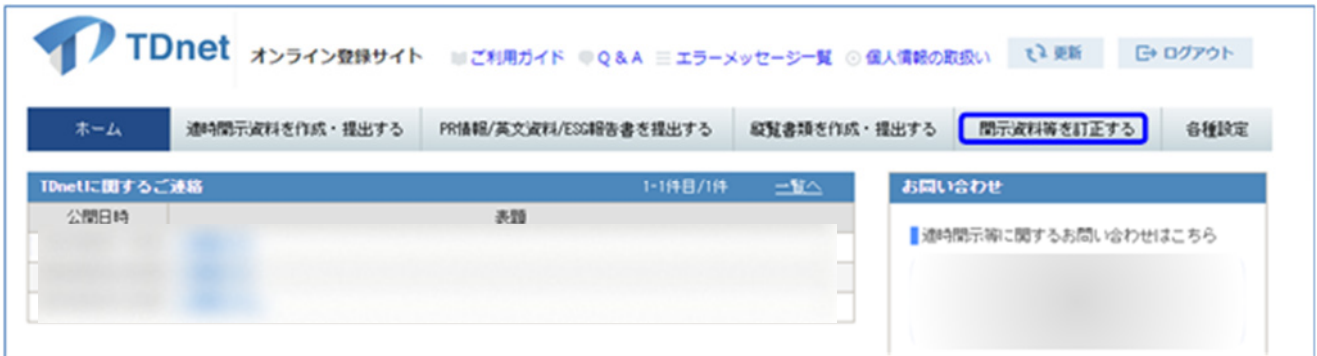 TDnet オンライン登録サイト ご利用ガイド Q & A エラーメッセージ一覧 個人情報の取扱い 更新 ログアウト
ホーム 適時開示資料を作成・提出する PR情報/英文資料/ESG報告書を提出する 縦覧書類を作成・提出する 開示資料等を訂正する 各種設定
TDnetに関するご連絡 1-1件目/1件 一覧へ お問い合わせ
公開日時 表題
適時開示等に関するお問い合わせはこちら